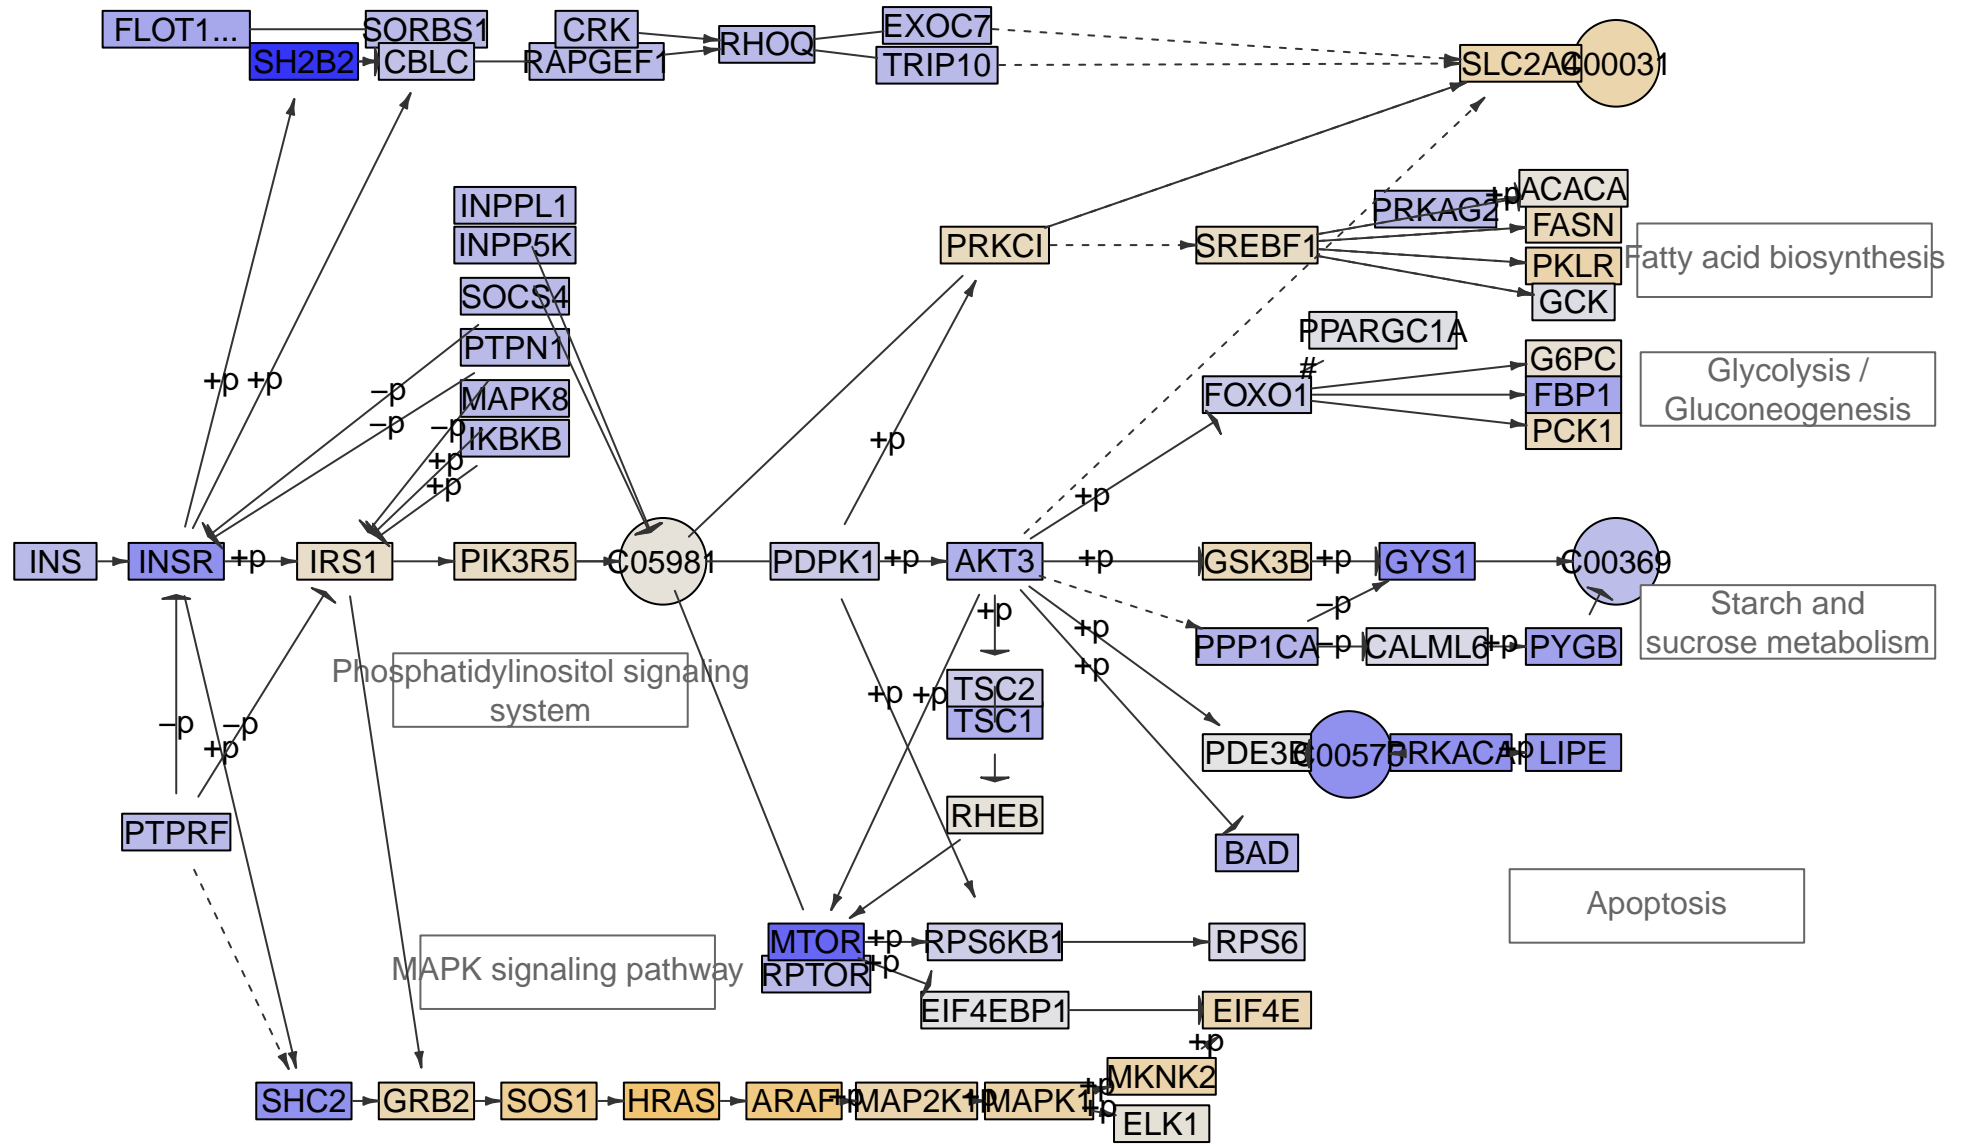 FLOT1...
SORBS1
CRK
EXOC7
SH2B2
CBLC
RAPGEF1
RHOQ
TRIP10
SLC2A4
C00031
INPPL1
INPP5K
SOCS4
PTPN1
MAPK8
IKBKB
PRKCI
SREBF1
PRKAG2
+p
ACACA
FASN
PKLR
GCK
Fatty acid biosynthesis
PPARGC1A
#
FOXO1
G6PC
FBP1
PCK1
Glycolysis /
Gluconeogenesis
+p
+p
−p
−p
−p
+p
+p
+p
+p
INS
INSR
+p
IRS1
PIK3R5
C05981
PDPK1
+p
AKT3
+p
GSK3B
+p
GYS1
C00369
−p
PPP1CA
−p
CALML6
+p
PYGB
Starch and
sucrose metabolism
Phosphatidylinositol signaling
system
+p
+p
+p
+p
+p
TSC2
TSC1
−p
−p
+p
PDE3B
C00575
PRKACA
+p
LIPE
PTPRF
RHEB
BAD
Apoptosis
MTOR
+p
RPS6KB1
RPS6
RPTOR
+p
MAPK signaling pathway
EIF4EBP1
EIF4E
+p
SHC2
GRB2
SOS1
HRAS
ARAF
+p
MAP2K1
+p
MAPK1
+p
MKNK2
+p
ELK1